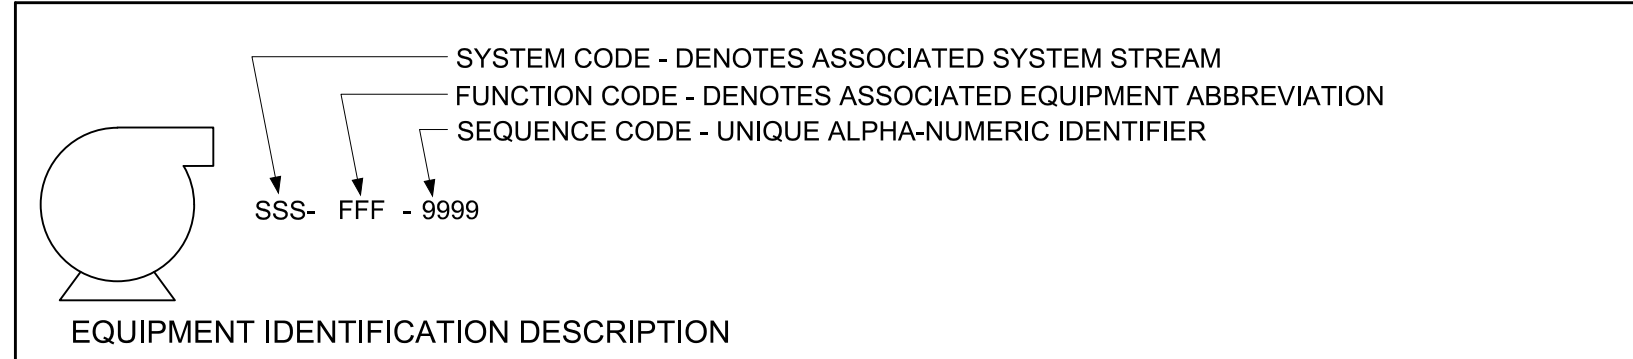 SYSTEM CODE - DENOTES ASSOCIATED SYSTEM STREAM
FUNCTION CODE - DENOTES ASSOCIATED EQUIPMENT ABBREVIATION
SEQUENCE CODE - UNIQUE ALPHA-NUMERIC IDENTIFIER
SSS- FFF - 9999
EQUIPMENT IDENTIFICATION DESCRIPTION